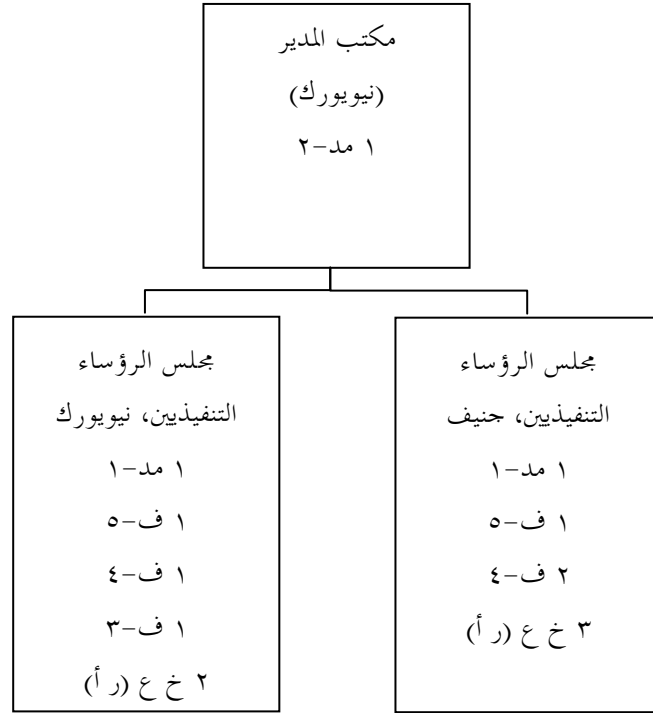 مكتب المدير
(نيويورك)
١ مد-٢
مجلس الرؤساء
التنفيذيين، جنيف
١ مد-١
١ ف-٥
٢ ف-٤
٣ خ ع (ر أ)
مجلس الرؤساء
التنفيذيين، نيويورك
١ مد-١
١ ف-٥
١ ف-٤
١ ف-٣
٢ خ ع (ر أ)